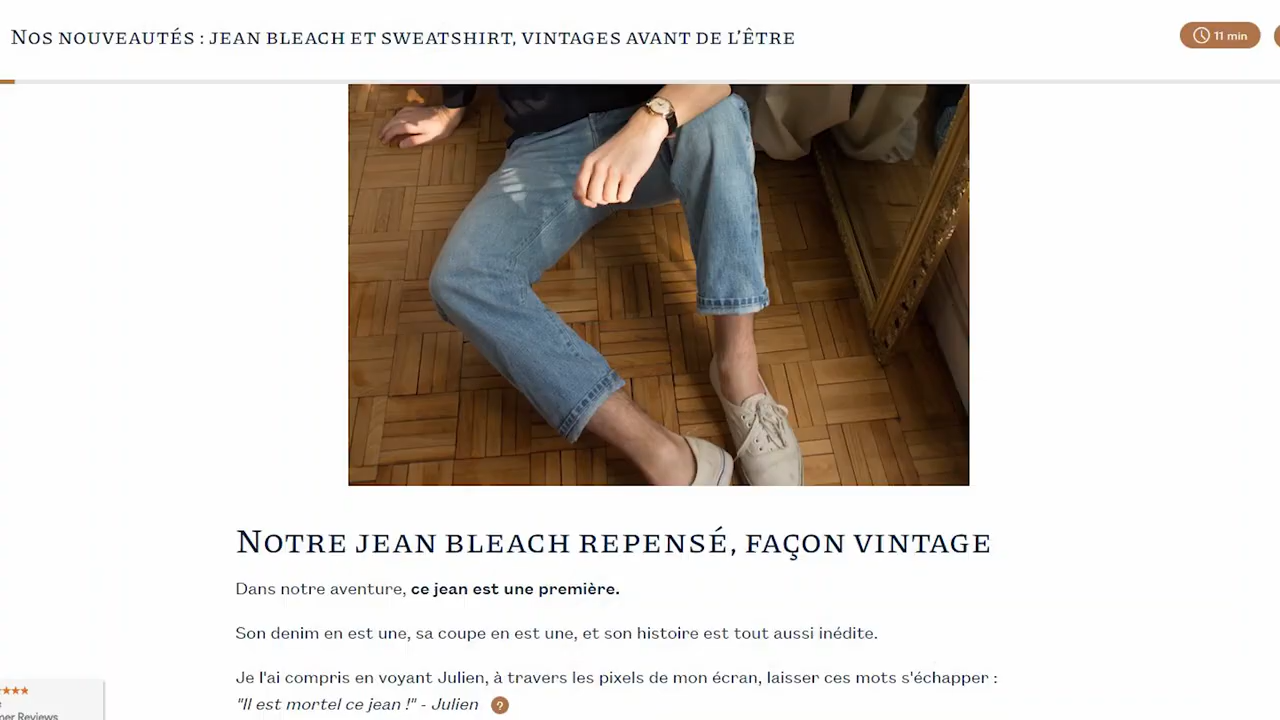 Nos nouveautés : jean bleach et sweatshirt, vintages avant de l'être
11 min
Notre jean bleach repensé, façon vintage
Dans notre aventure, ce jean est une première.
Son denim en est une, sa coupe en est une, et son histoire est tout aussi inédite.
Je l'ai compris en voyant Julien, à travers les pixels de mon écran, laisser ces mots s'échapper :
"Il est mortel ce jean !" - Julien ?
Reviews